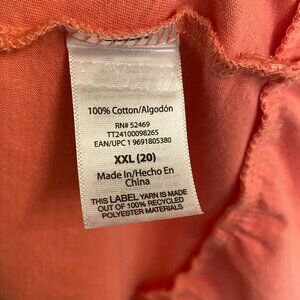 100% Cotton/Algodón
RN# 52469
TT24100098265
EAN/UPC 1 9691805380
XXL (20)
Made in/Hecho En
China
THIS LABEL YARN IS MADE
OUT OF 100% RECYCLED
POLYESTER MATERIALS